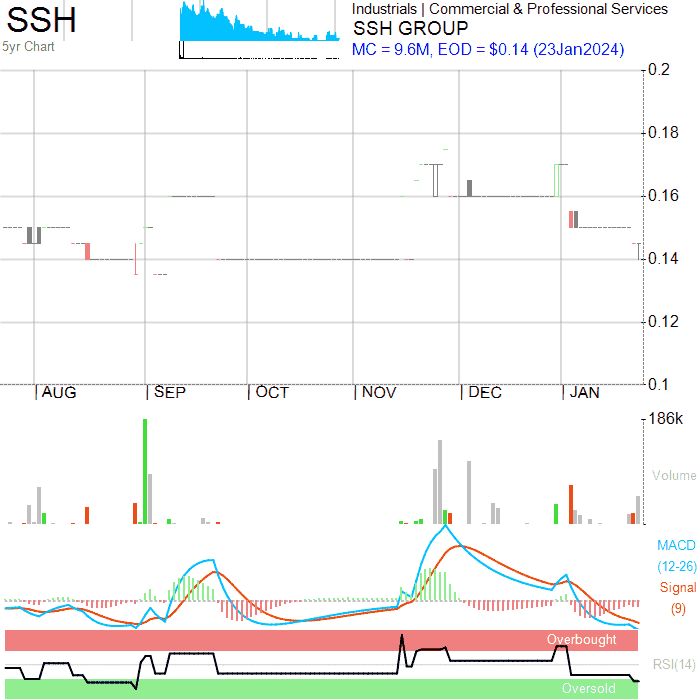 SSH
Industrials | Commercial & Professional Services
SSH GROUP
5yr Chart
MC = 9.6M, EOD = $0.14 (23Jan2024)
0.2
0.18
0.16
0.14
0.12
0.1
AUG
SEP
OCT
NOV
DEC
JAN
186k
Volume
MACD
(12-26)
Signal
(9)
Overbought
RSI(14)
Oversold